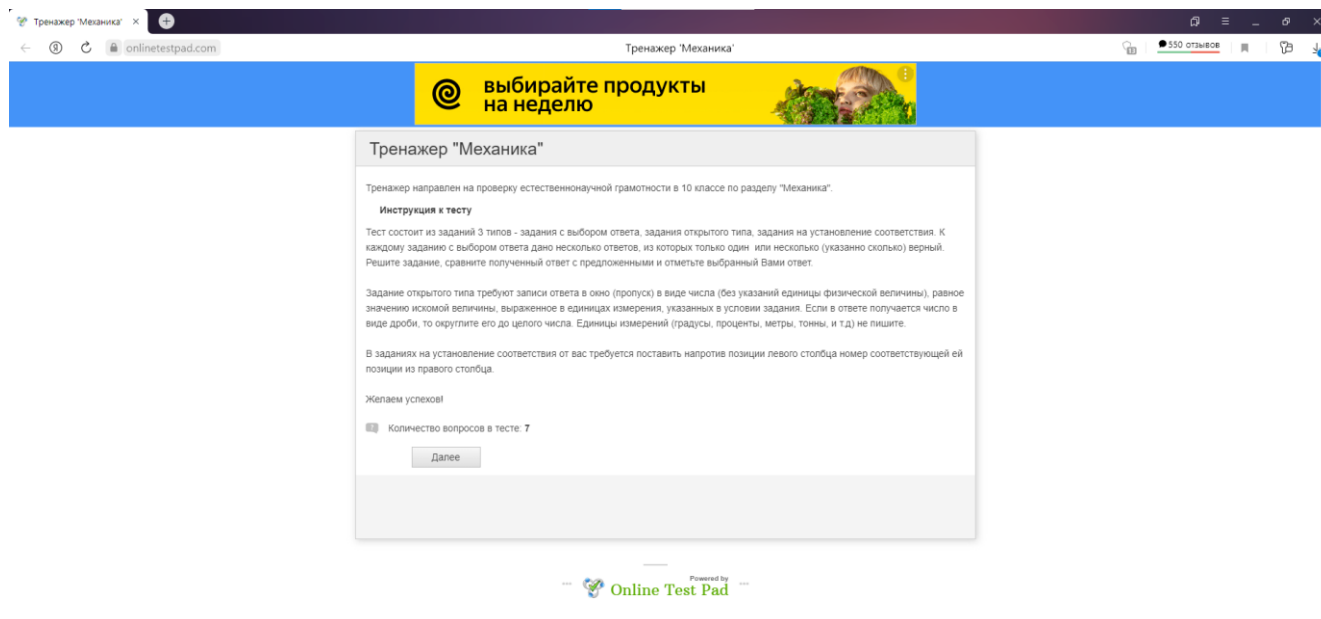 Тренажер 'Механика'
onlinetestpad.com
Тренажер 'Механика'
550 отзывов
выбирайте продукты
на неделю
Тренажер "Механика"
Тренажер направлен на проверку естественнонаучной грамотности в 10 классе по разделу "Механика".
Инструкция к тесту
Тест состоит из заданий 3 типов - задания с выбором ответа, задания открытого типа, задания на установление соответствия. К
каждому заданию с выбором ответа дано несколько ответов, из которых только один или несколько (указанно сколько) верный.
Решите задание, сравните полученный ответ с предложенными и отметьте выбранный Вами ответ.
Задание открытого типа требуют записи ответа в окно (пропуск) в виде числа (без указаний единицы физической величины), равное
значению искомой величины, выраженное в единицах измерения, указанных в условии задания. Если в ответе получается число в
виде дроби, то округлите его до целого числа. Единицы измерений (градусы, проценты, метры, тонны, и т.д) не пишите.
В заданиях на установление соответствия от вас требуется поставить напротив позиции левого столбца номер соответствующей ей
позиции из правого столбца.
Желаем успехов!
Количество вопросов в тесте: 7
Далее
Powered by
Online Test Pad